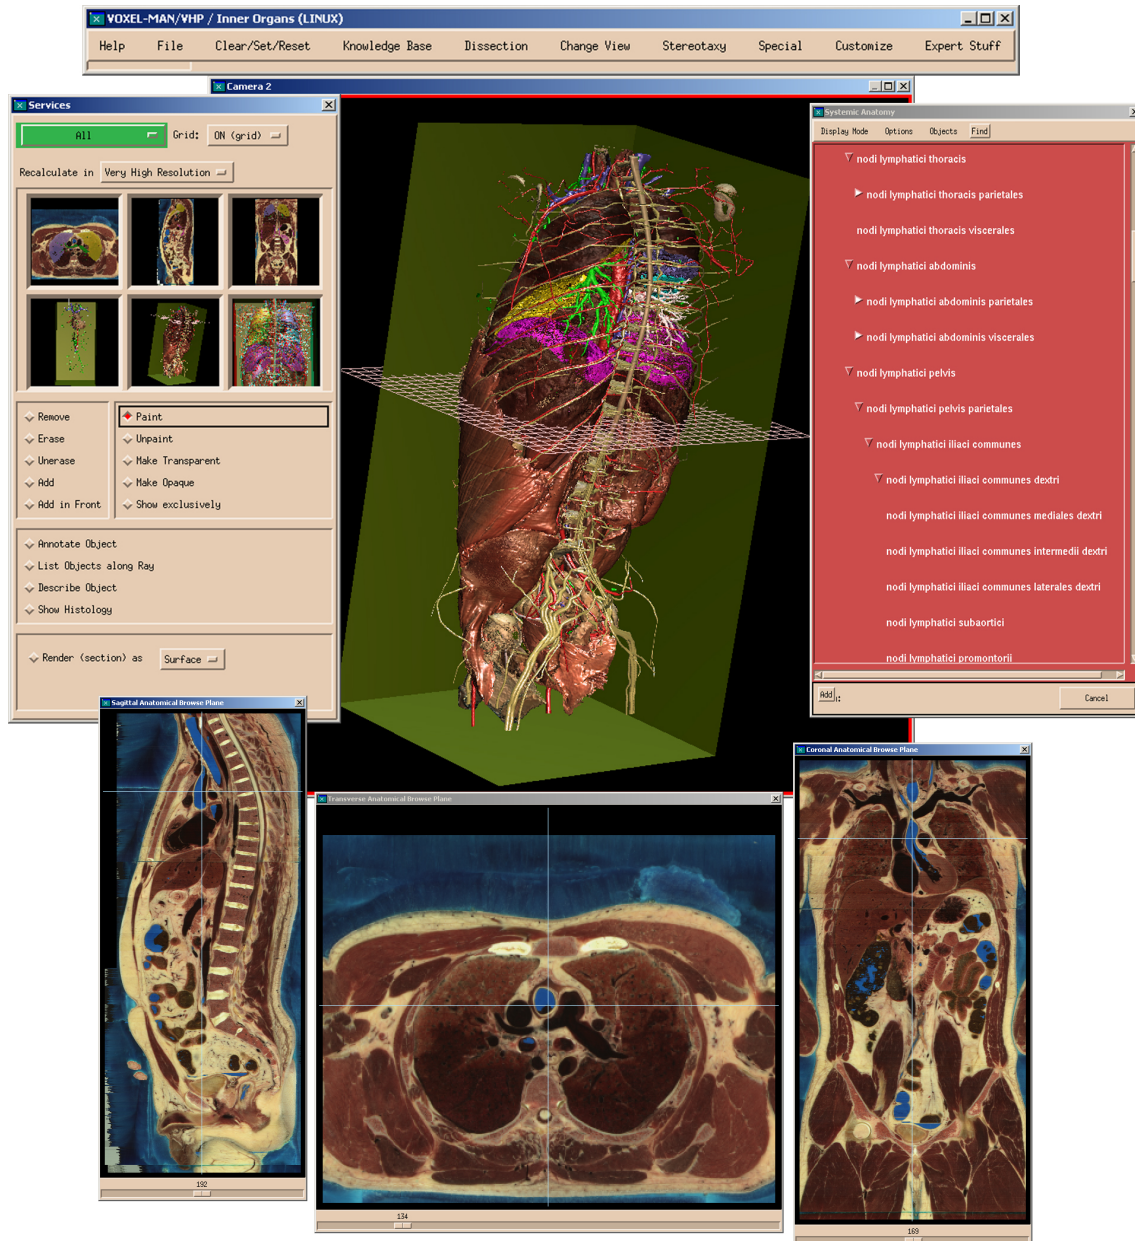 VOXEL-MAN/VHP / Inner Organs (LINUX)
Help File Clear/Set/Reset Knowledge Base Dissection Change View Stereotaxy Special Customize Expert Stuff
Camera 2
Services
All Grid: ON (grid)
Recalculate in Very High Resolution
Remove
Erase
Unerase
Add
Add in Front
Paint
Unpaint
Make Transparent
Make Opaque
Show exclusively
Annotate Object
List Objects along Ray
Describe Object
Show Histology
Render (section) as Surface
Systemic Anatomy
Display Mode Options Objects Find
nodi lymphatici thoracis
nodi lymphatici thoracis parietales
nodi lymphatici thoracis viscerales
nodi lymphatici abdominis
nodi lymphatici abdominis parietales
nodi lymphatici abdominis viscerales
nodi lymphatici pelvis
nodi lymphatici pelvis parietales
nodi lymphatici iliaci communes
nodi lymphatici iliaci communes dextri
nodi lymphatici iliaci communes mediales dextri
nodi lymphatici iliaci communes intermedii dextri
nodi lymphatici iliaci communes laterales dextri
nodi lymphatici subaortici
nodi lymphatici promontorii
Add Cancel
Sagittal Anatomical Browse Plane
192
Transverse Anatomical Browse Plane
134
Coronal Anatomical Browse Plane
169